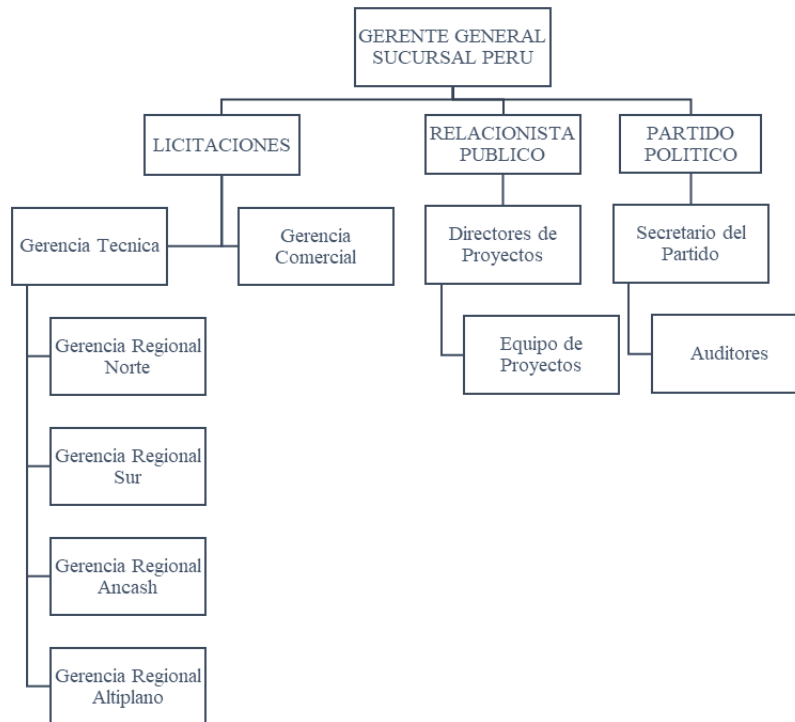 GERENTE GENERAL
SUCURSAL PERU
LICITACIONES
RELACIONISTA
PUBLICO
PARTIDO
POLITICO
Gerencia Tecnica
Gerencia
Comercial
Directores de
Proyectos
Secretario del
Partido
Gerencia Regional
Norte
Equipo de
Proyectos
Auditores
Gerencia Regional
Sur
Gerencia Regional
Ancash
Gerencia Regional
Altiplano